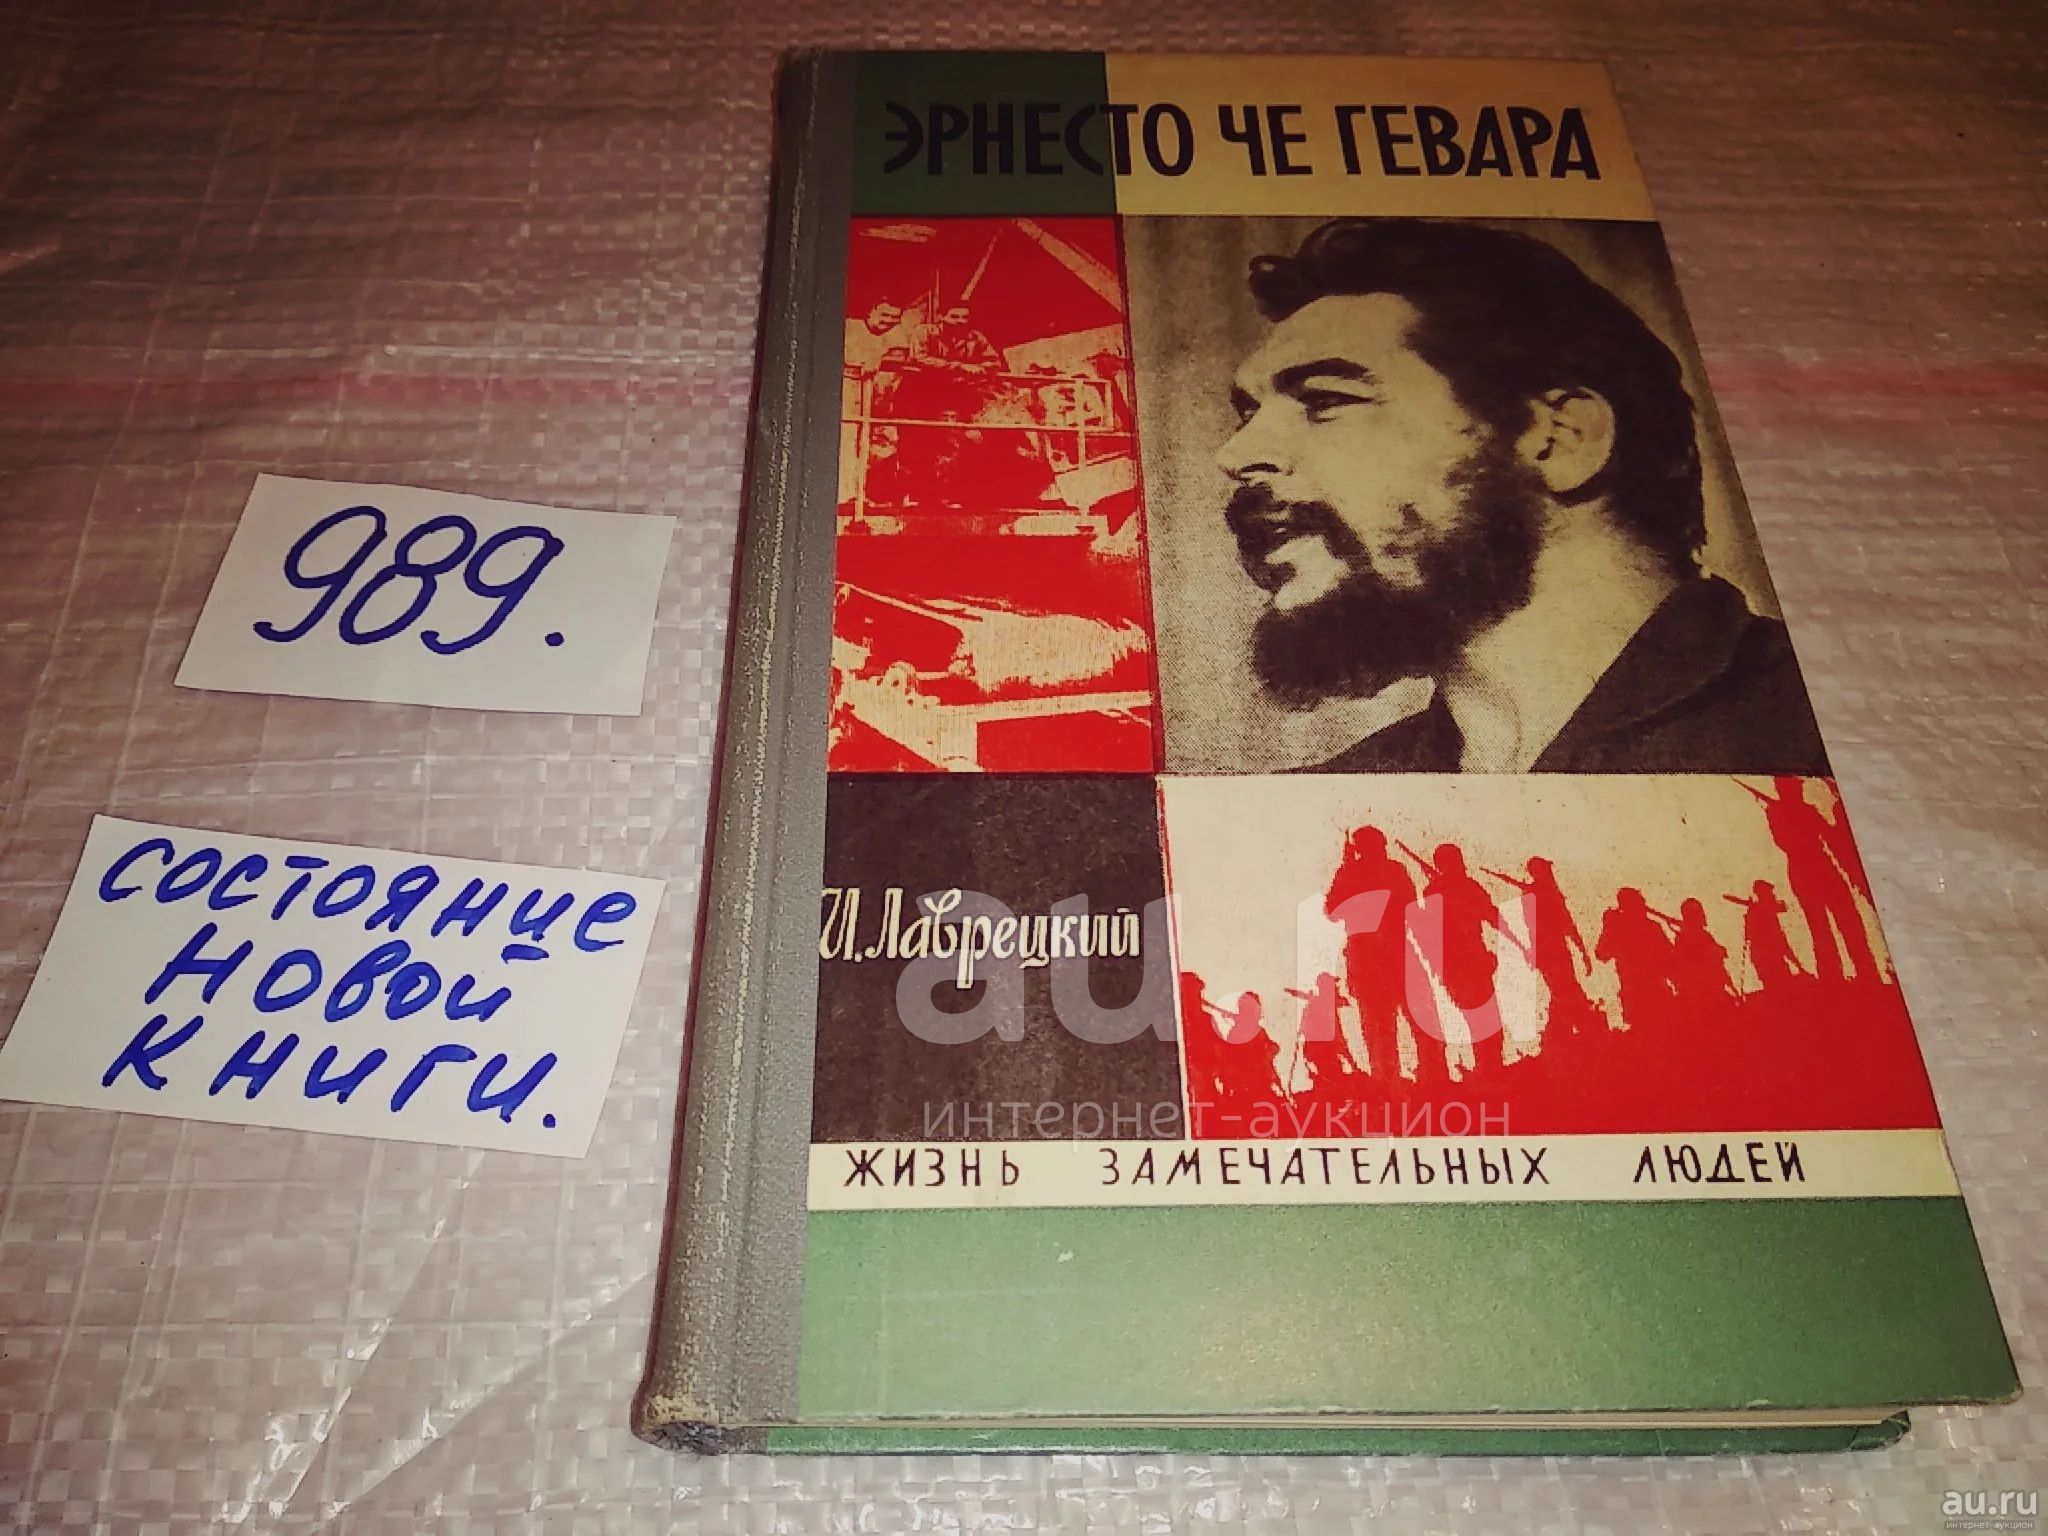 ЭРНЕСТО ЧЕ ГЕВАРА
989.
состояние
новой
книги.
И. Лаврецкий
au.ru
интернет-аукцион
ЖИЗНЬ ЗАМЕЧАТЕЛЬНЫХ ЛЮДЕЙ
au.ru
интернет-аукцион